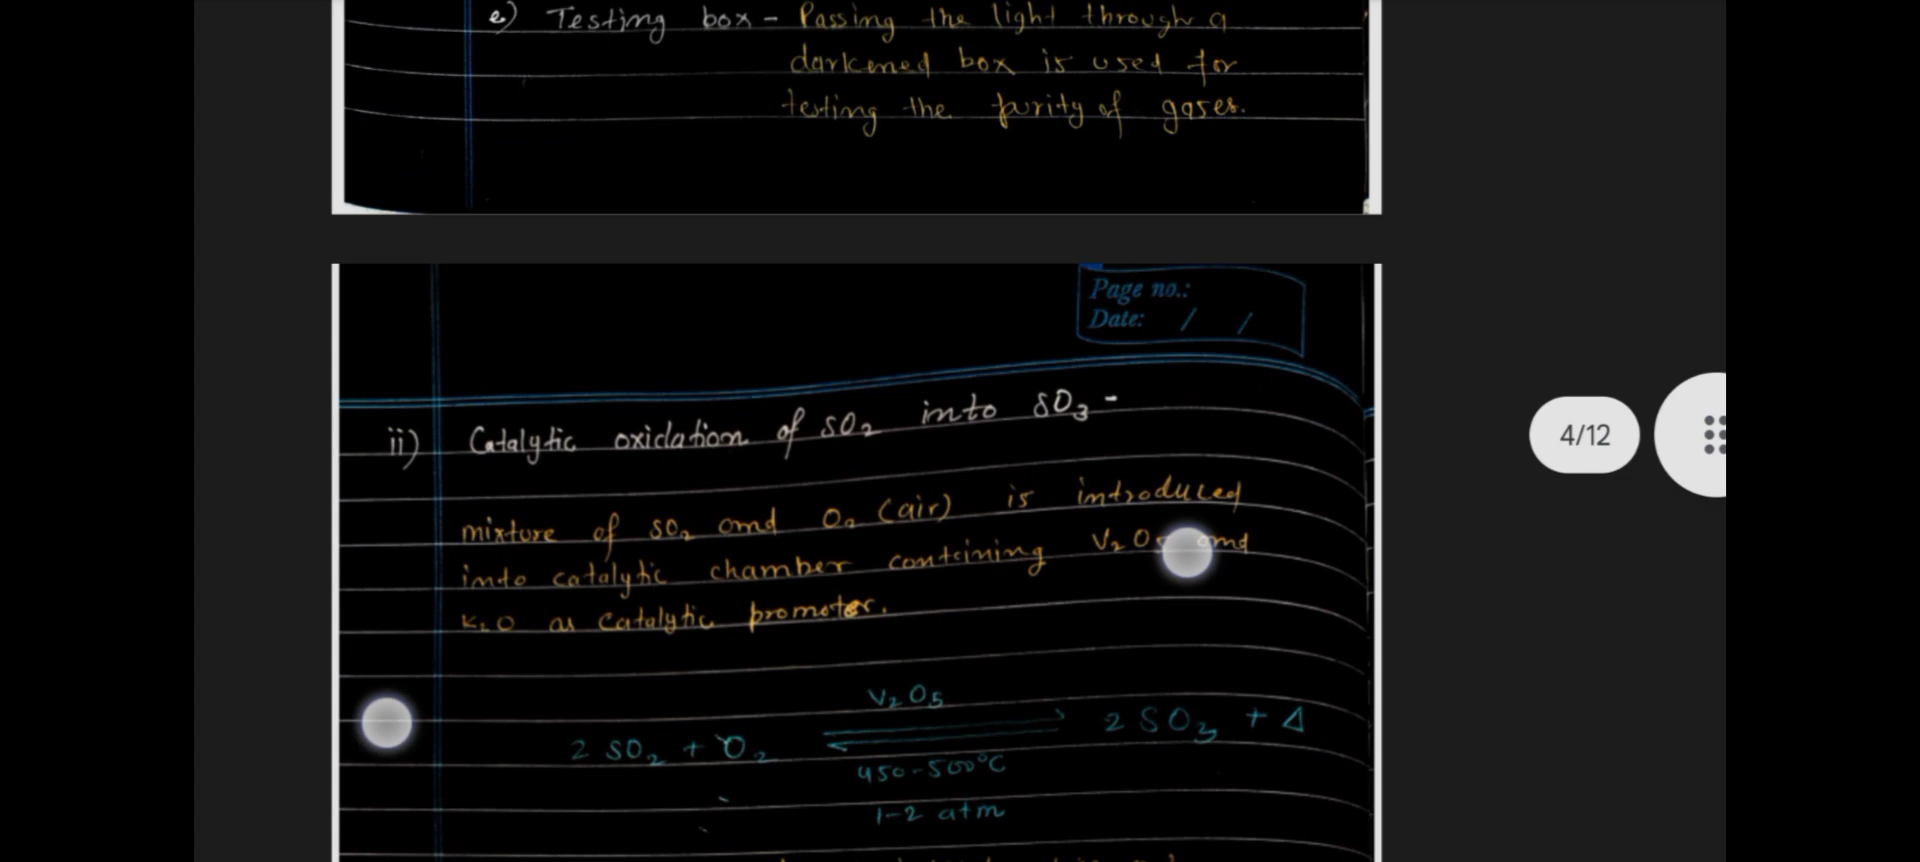 e) Testing box - Passing the light through a
darkened box is used for
testing the purity of gases.
Page no.:
Date: / /
ii) Catalytic oxidation of SO2 into SO3 -
mixture of SO2 and O2 (air) is introduced
into catalytic chamber containing V2O5 and
K2O as catalytic promoter.
V2O5
2 SO2 + O2 ⇌ 2 SO3 + Δ
450-500°C
1-2 atm
4/12